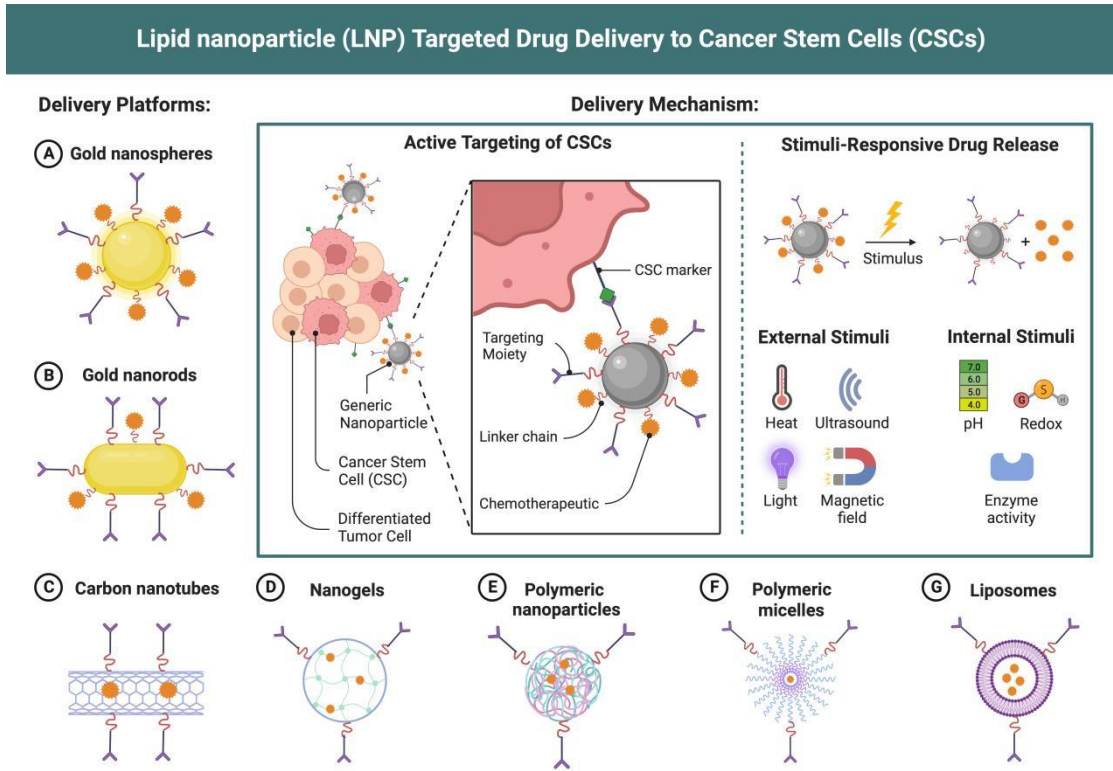 Lipid nanoparticle (LNP) Targeted Drug Delivery to Cancer Stem Cells (CSCs)
Delivery Platforms:
A Gold nanospheres
B Gold nanorods
Delivery Mechanism:
Active Targeting of CSCs
Generic
Nanoparticle
Cancer Stem
Cell (CSC)
Differentiated
Tumor Cell
CSC marker
Targeting
Moiety
Linker chain
Chemotherapeutic
Stimuli-Responsive Drug Release
Stimulus
+
External Stimuli
Heat
Ultrasound
Light
Magnetic
field
Internal Stimuli
7.0
6.0
5.0
4.0
pH
G S H
Redox
Enzyme
activity
C Carbon nanotubes
D Nanogels
E Polymeric
nanoparticles
F Polymeric
micelles
G Liposomes